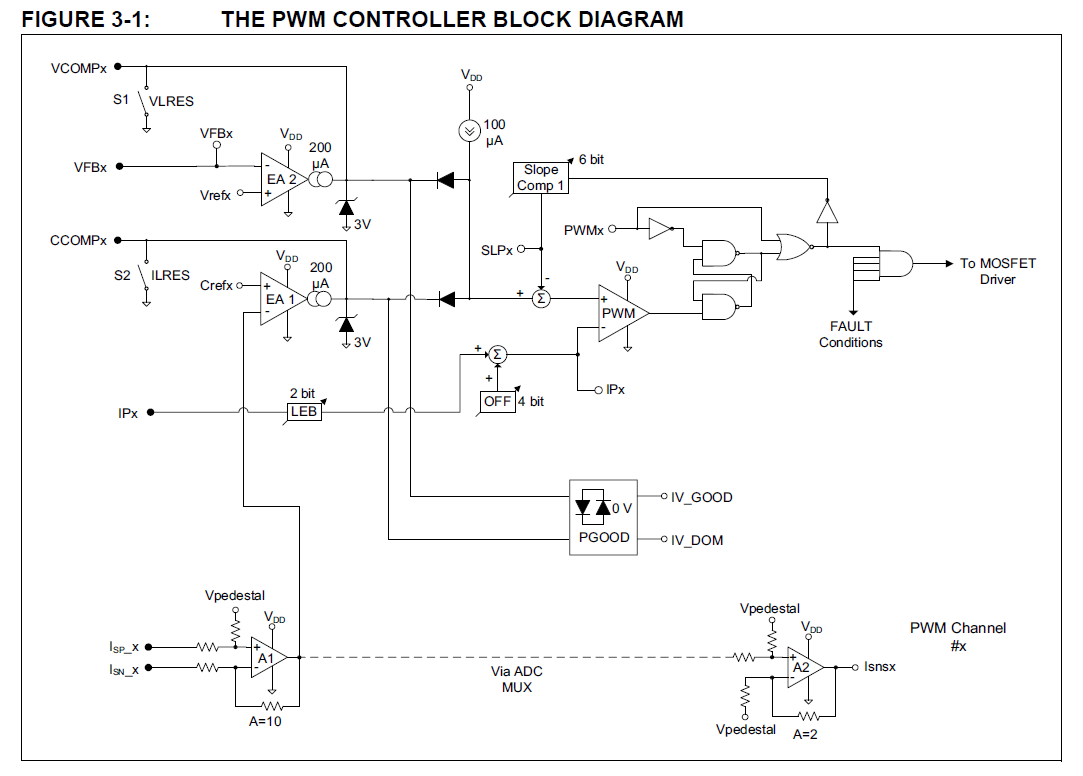 FIGURE 3-1: THE PWM CONTROLLER BLOCK DIAGRAM
VCOMPx
S1
VLRES
VDD
100
µA
VFBx
VFBx
VDD
200
µA
-
EA 2
Vrefx
+
3V
6 bit
Slope
Comp 1
CCOMPx
S2
ILRES
VDD
200
µA
Crefx
+
EA 1
-
3V
SLPx
-
+
Σ
PWMx
VDD
+
PWM
-
To MOSFET
Driver
FAULT
Conditions
+
Σ
+
OFF
4 bit
IPx
IPx
2 bit
LEB
0 V
PGOOD
IV_GOOD
IV_DOM
Vpedestal
VDD
ISP_x
ISN_x
+
A1
-
A=10
Via ADC
MUX
Vpedestal
VDD
+
A2
-
Isnsx
Vpedestal
A=2
PWM Channel
#x